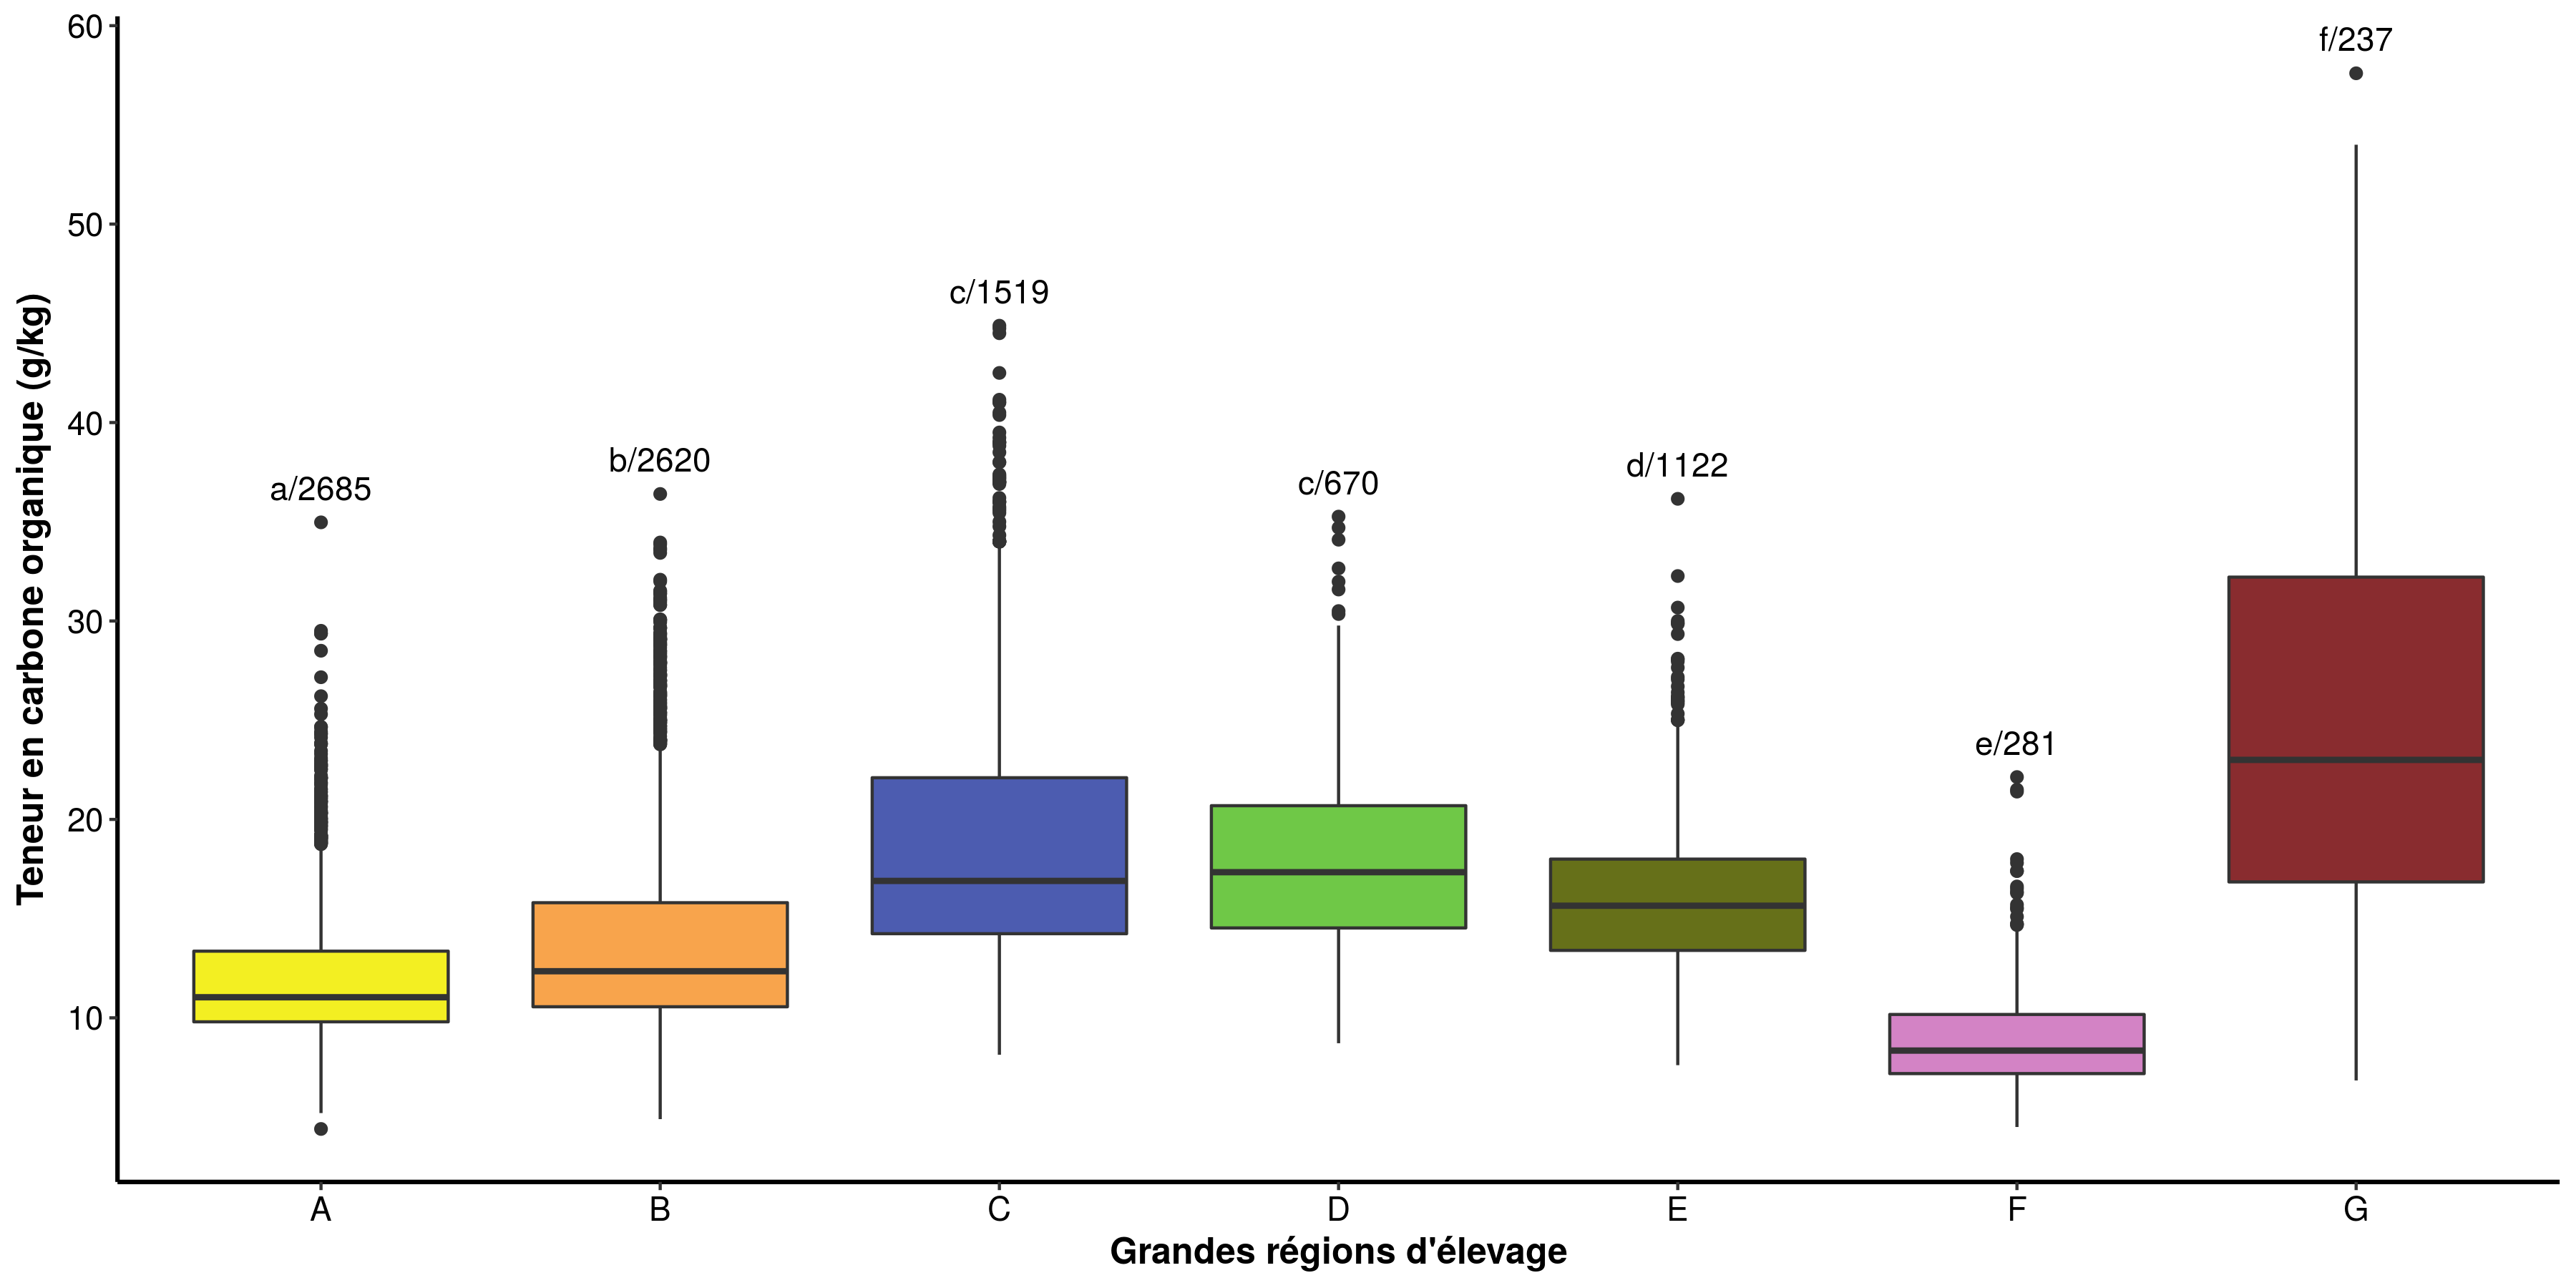 Teneur en carbone organique (g/kg)
60
50
40
30
20
10
a/2685
b/2620
c/1519
c/670
d/1122
e/281
f/237
A B C D E F G
Grandes régions d'élevage